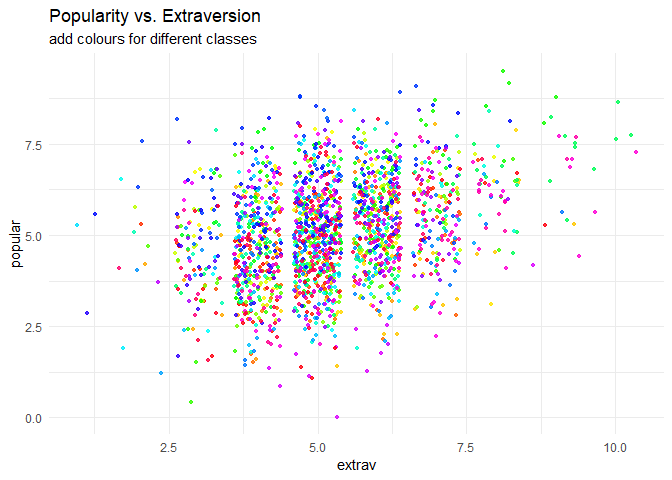 Popularity vs. Extraversion
add colours for different classes
popular
7.5
5.0
2.5
0.0
2.5 5.0 7.5 10.0
extrav